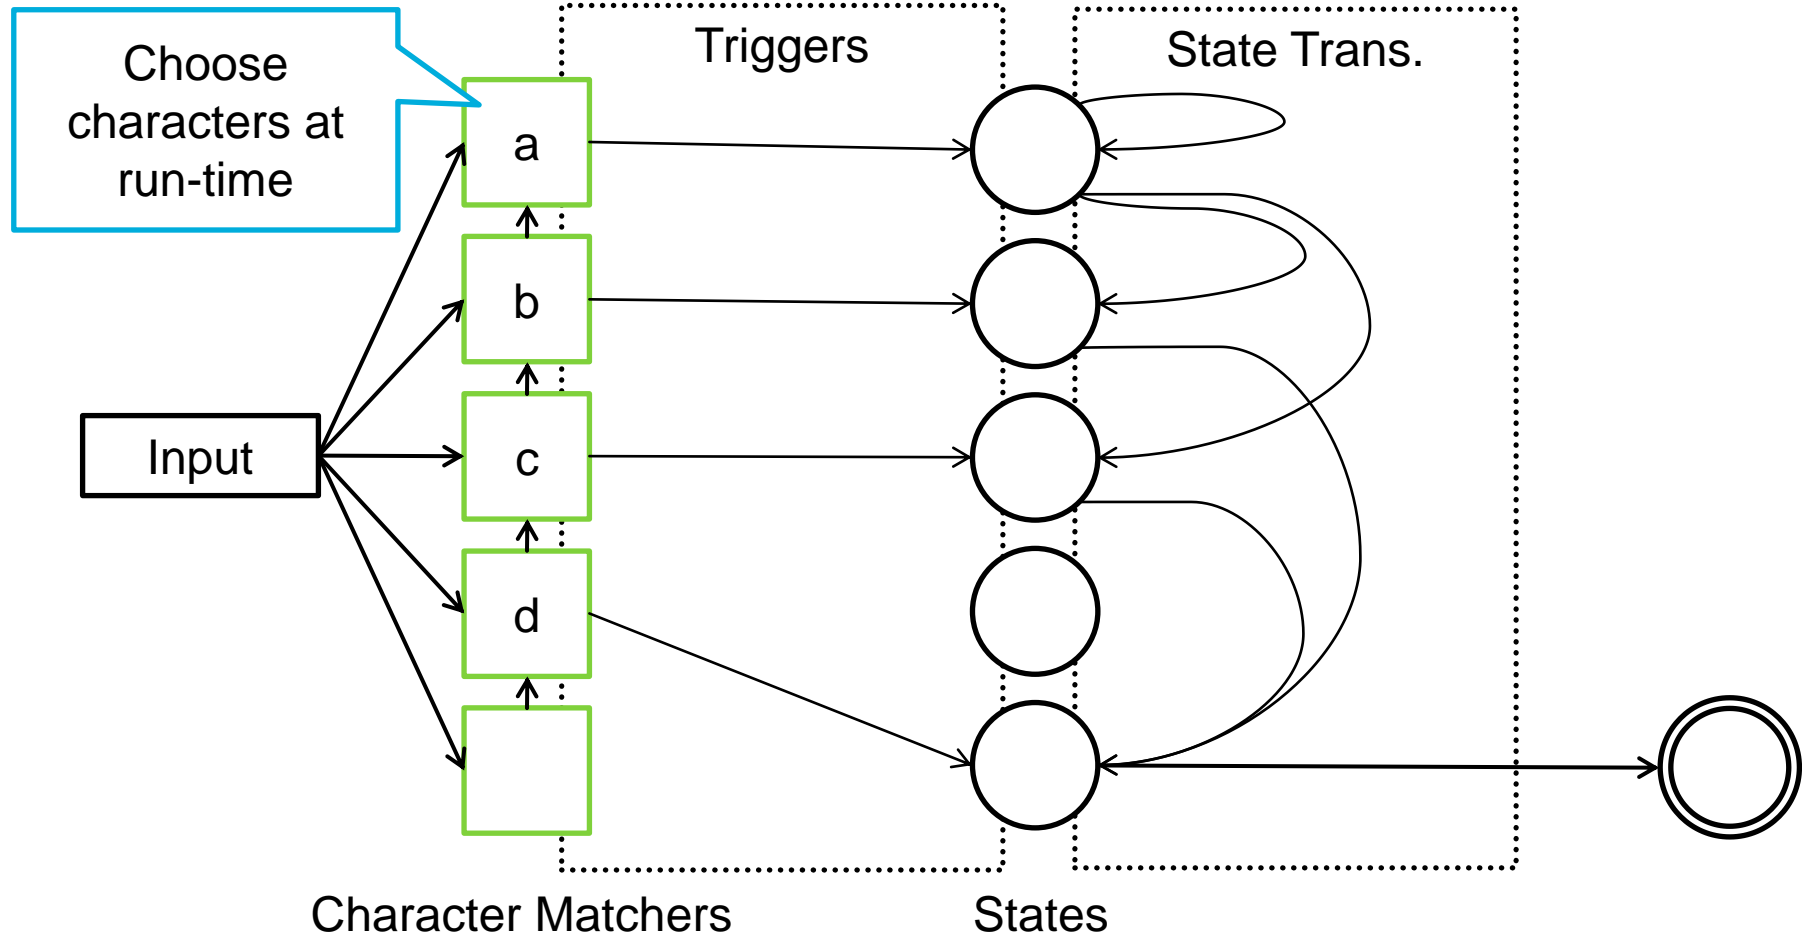 Choose
characters at
run-time
Triggers
State Trans.
a
b
Input
c
d
Character Matchers
States